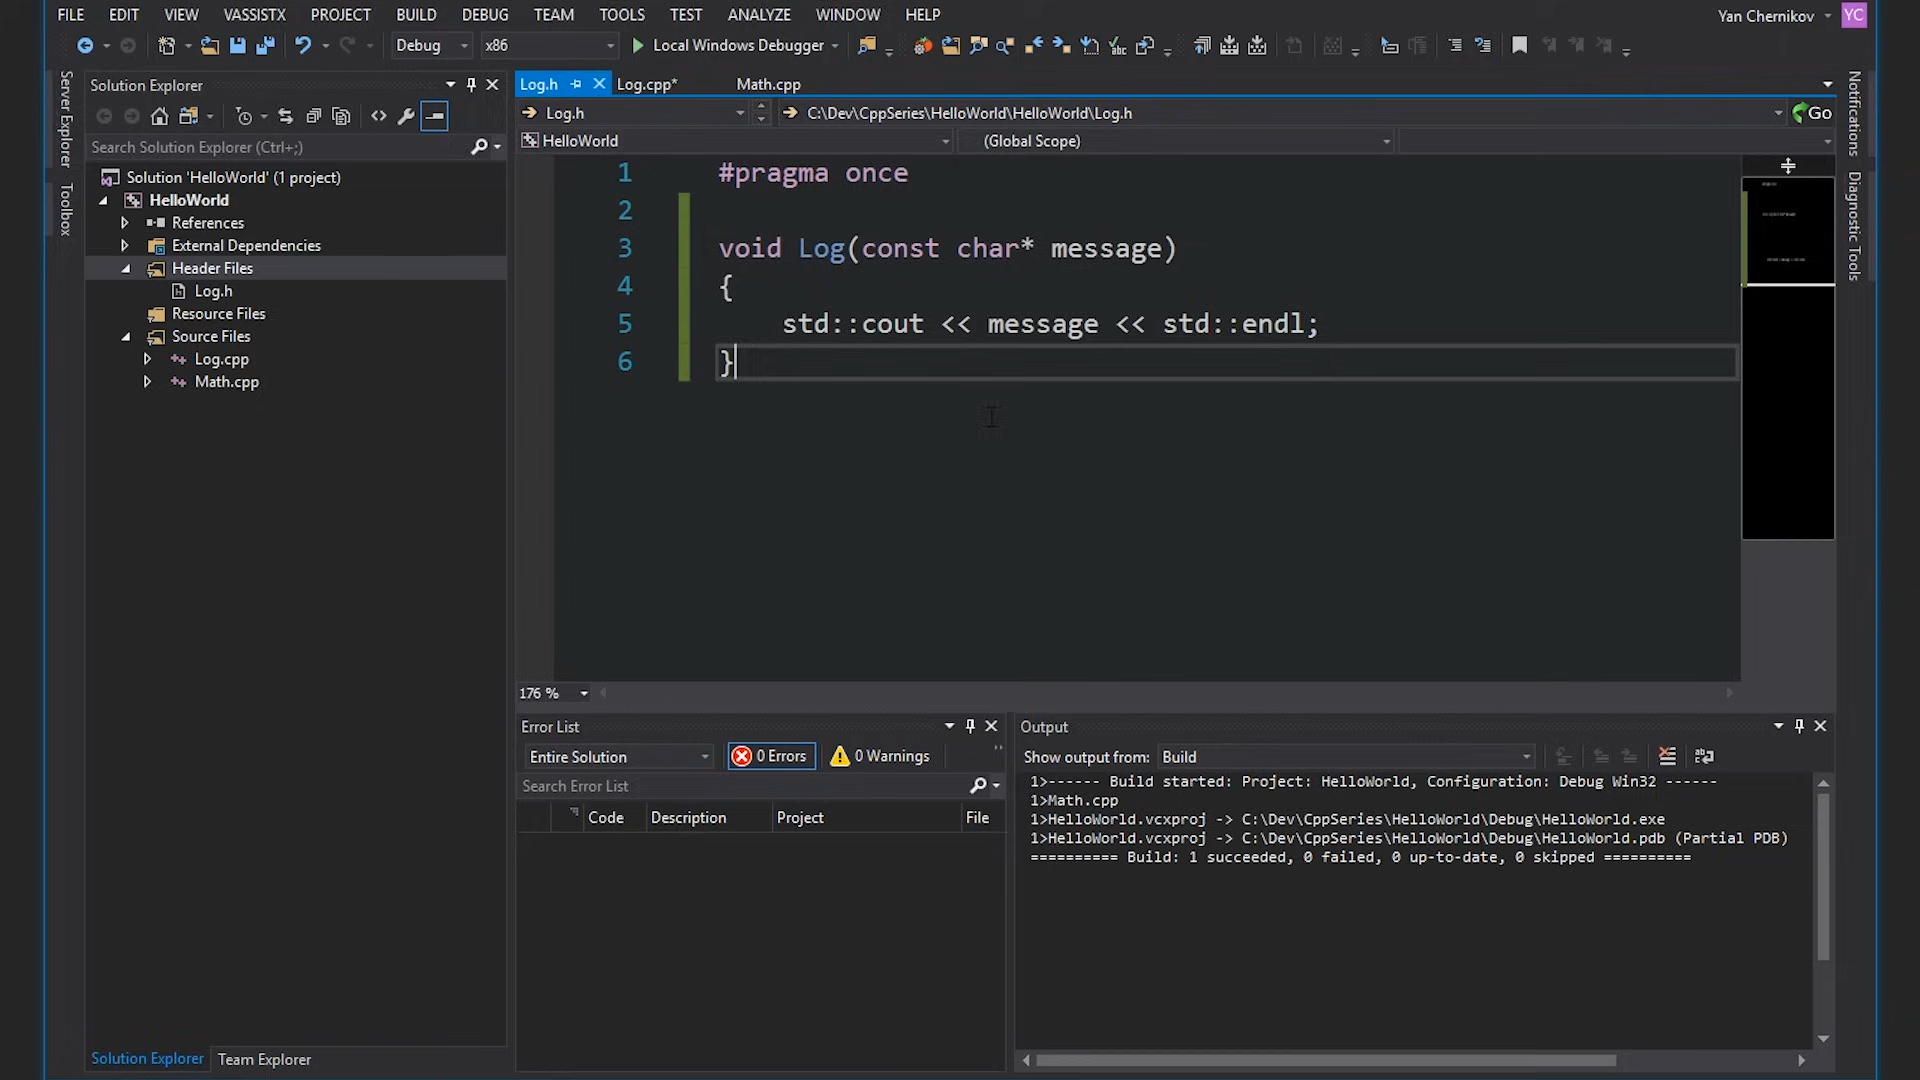 FILE EDIT VIEW VASSISTX PROJECT BUILD DEBUG TEAM TOOLS TEST ANALYZE WINDOW HELP Yan Chernikov YC
Debug x86 Local Windows Debugger
Server Explorer
Toolbox
Solution Explorer
Search Solution Explorer (Ctrl+;)
Solution 'HelloWorld' (1 project)
HelloWorld
References
External Dependencies
Header Files
Log.h
Resource Files
Source Files
Log.cpp
Math.cpp
Solution Explorer Team Explorer
Log.h Log.cpp* Math.cpp
Log.h C:\Dev\CppSeries\HelloWorld\HelloWorld\Log.h Go
HelloWorld (Global Scope)
1 #pragma once
2
3 void Log(const char* message)
4 {
5 std::cout << message << std::endl;
6 }
176 %
Error List
Entire Solution 0 Errors 0 Warnings
Search Error List
Code Description Project File
Output
Show output from: Build
1>------ Build started: Project: HelloWorld, Configuration: Debug Win32 ------
1>Math.cpp
1>HelloWorld.vcxproj -> C:\Dev\CppSeries\HelloWorld\Debug\HelloWorld.exe
1>HelloWorld.vcxproj -> C:\Dev\CppSeries\HelloWorld\Debug\HelloWorld.pdb (Partial PDB)
========== Build: 1 succeeded, 0 failed, 0 up-to-date, 0 skipped ==========
Notifications
Diagnostic Tools